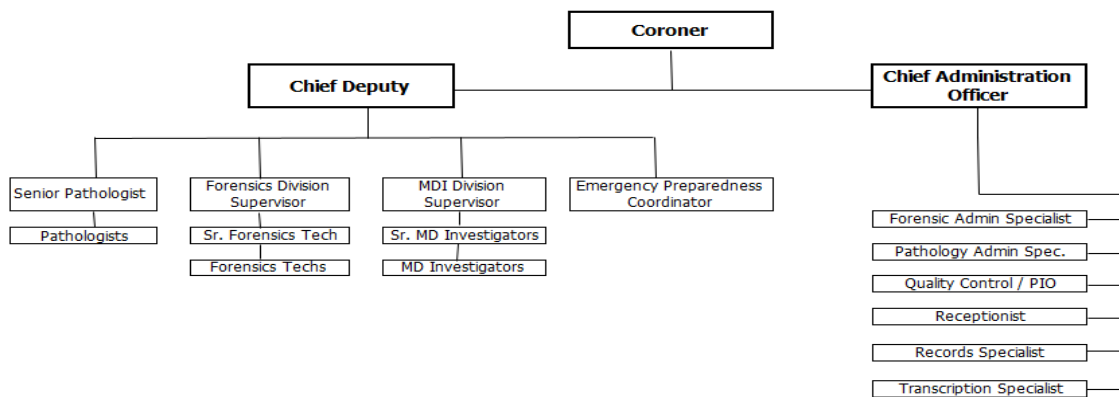 Coroner
Chief Deputy
Chief Administration
Officer
Senior Pathologist
Forensics Division
Supervisor
MDI Division
Supervisor
Emergency Preparedness
Coordinator
Pathologists
Sr. Forensics Tech
Sr. MD Investigators
Forensics Techs
MD Investigators
Forensic Admin Specialist
Pathology Admin Spec.
Quality Control / PIO
Receptionist
Records Specialist
Transcription Specialist